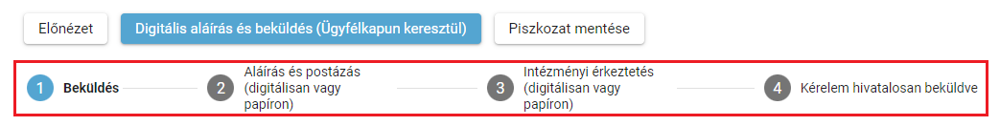 Előnézet
Digitális aláírás és beküldés (Ügyfélkapun keresztül)
Piszkozat mentése
1 Beküldés
2 Aláírás és postázás
(digitálisan vagy
papíron)
3 Intézményi érkeztetés
(digitálisan vagy
papíron)
4 Kérelem hivatalosan beküldve